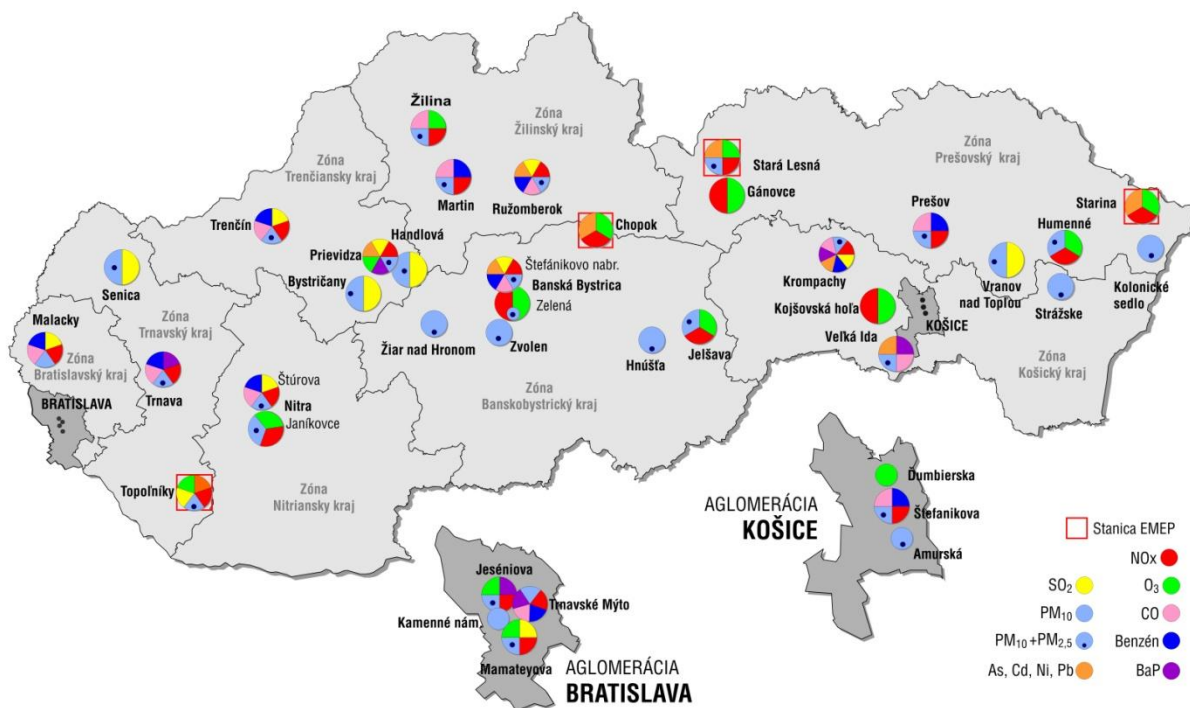 Žilina
Zóna
Žilinský kraj
Zóna
Trenčiansky kraj
Martin
Ružomberok
Stará Lesná
Gánovce
Zóna
Prešovský kraj
Trenčín
Handlová
Prievidza
Bystričany
Chopok
Prešov
Humenné
Starina
Senica
Štefánikovo nabr.
Banská Bystrica
Zelená
Krompachy
Vranov
nad Topľou
Kolonické
sedlo
Strážske
Malacky
Zóna
Trnavský kraj
Zóna
Bratislavský kraj
Žiar nad Hronom
Zvolen
Hnúšťa
Jelšava
Kojšovská hoľa
KOŠICE
Veľká Ida
Trnava
BRATISLAVA
Štúrova
Nitra
Janíkovce
Zóna
Banskobystrický kraj
Zóna
Košický kraj
Topoľníky
Zóna
Nitriansky kraj
AGLOMERÁCIA
KOŠICE
Ďumbierska
Štefanikova
Amurská
Jeséniova
Trnavské Mýto
Kamenné nám.
Mamateyova
AGLOMERÁCIA
BRATISLAVA
Stanica EMEP
NOx
SO₂
O₃
PM₁₀
CO
PM₁₀+PM₂,₅
Benzén
As, Cd, Ni, Pb
BaP